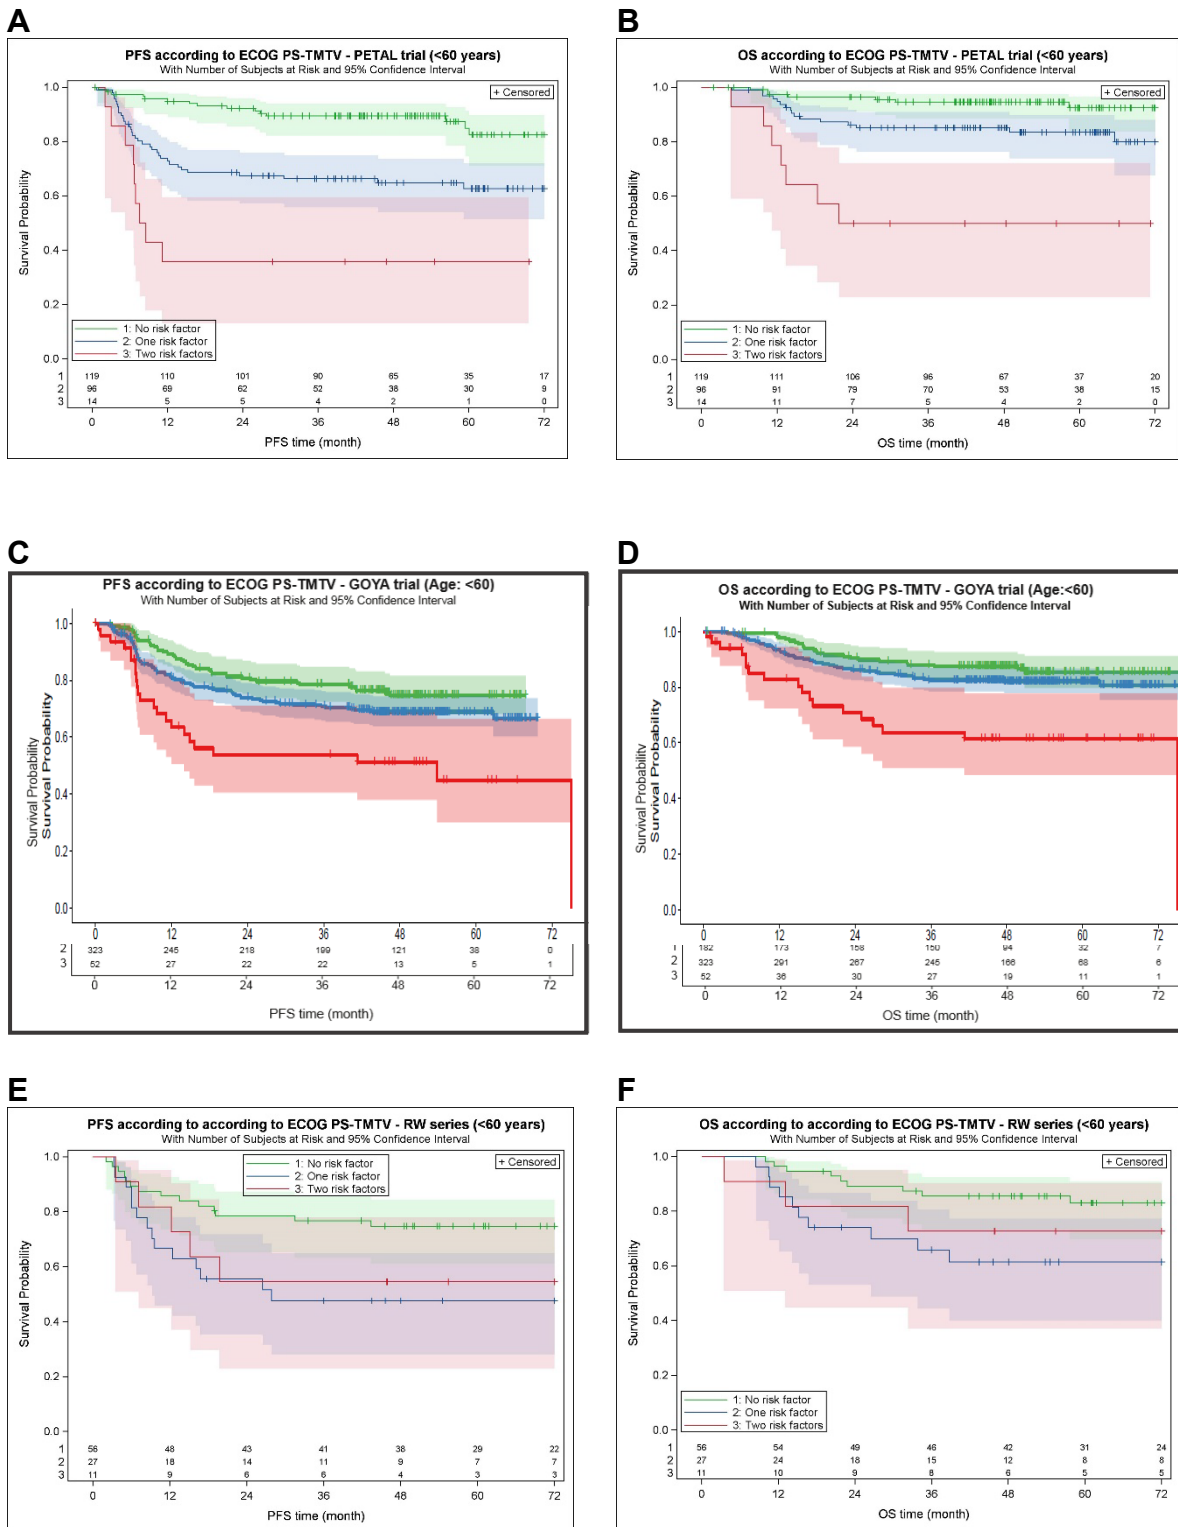 A
PFS according to ECOG PS-TMTV - PETAL trial (<60 years)
With Number of Subjects at Risk and 95% Confidence Interval
+ Censored
1.0
0.8
0.6
0.4
0.2
0.0
Survival Probability
1: No risk factor
2: One risk factor
3: Two risk factors
1 119 110 101 90 65 35 17
2 96 69 62 52 38 30 9
3 14 5 5 4 2 1 0
0 12 24 36 48 60 72
PFS time (month)
B
OS according to ECOG PS-TMTV - PETAL trial (<60 years)
With Number of Subjects at Risk and 95% Confidence Interval
+ Censored
1.0
0.8
0.6
0.4
0.2
0.0
Survival Probability
1: No risk factor
2: One risk factor
3: Two risk factors
1 119 111 106 96 67 37 20
2 96 91 79 70 53 38 15
3 14 11 7 5 4 2 0
0 12 24 36 48 60 72
OS time (month)
C
PFS according to ECOG PS-TMTV - GOYA trial (Age: <60)
With Number of Subjects at Risk and 95% Confidence Interval
1.0
0.8
0.6
0.4
0.2
0.0
Survival Probability
Survival Probability
0 12 24 36 48 60 72
2 323 245 218 199 121 38 0
3 52 27 22 22 13 5 1
0 12 24 36 48 60 72
PFS time (month)
D
OS according to ECOG PS-TMTV - GOYA trial (Age:<60)
With Number of Subjects at Risk and 95% Confidence Interval
1.0
0.8
0.6
0.4
0.2
0.0
Survival Probability
Survival Probability
0 12 24 36 48 60 72
1 182 173 158 150 94 32 7
2 323 291 267 245 166 68 6
3 52 36 30 27 19 11 1
0 12 24 36 48 60 72
OS time (month)
E
PFS according to according to ECOG PS-TMTV - RW series (<60 years)
With Number of Subjects at Risk and 95% Confidence Interval
1: No risk factor
2: One risk factor
3: Two risk factors
+ Censored
1.0
0.8
0.6
0.4
0.2
0.0
Survival Probability
1 56 48 43 41 38 29 22
2 27 18 14 11 9 7 7
3 11 9 6 6 4 3 3
0 12 24 36 48 60 72
PFS time (month)
F
OS according to according to ECOG PS-TMTV - RW series (<60 years)
With Number of Subjects at Risk and 95% Confidence Interval
+ Censored
1.0
0.8
0.6
0.4
0.2
0.0
Survival Probability
1: No risk factor
2: One risk factor
3: Two risk factors
1 56 54 49 46 42 31 24
2 27 24 18 15 12 8 8
3 11 10 9 8 6 5 5
0 12 24 36 48 60 72
OS time (month)